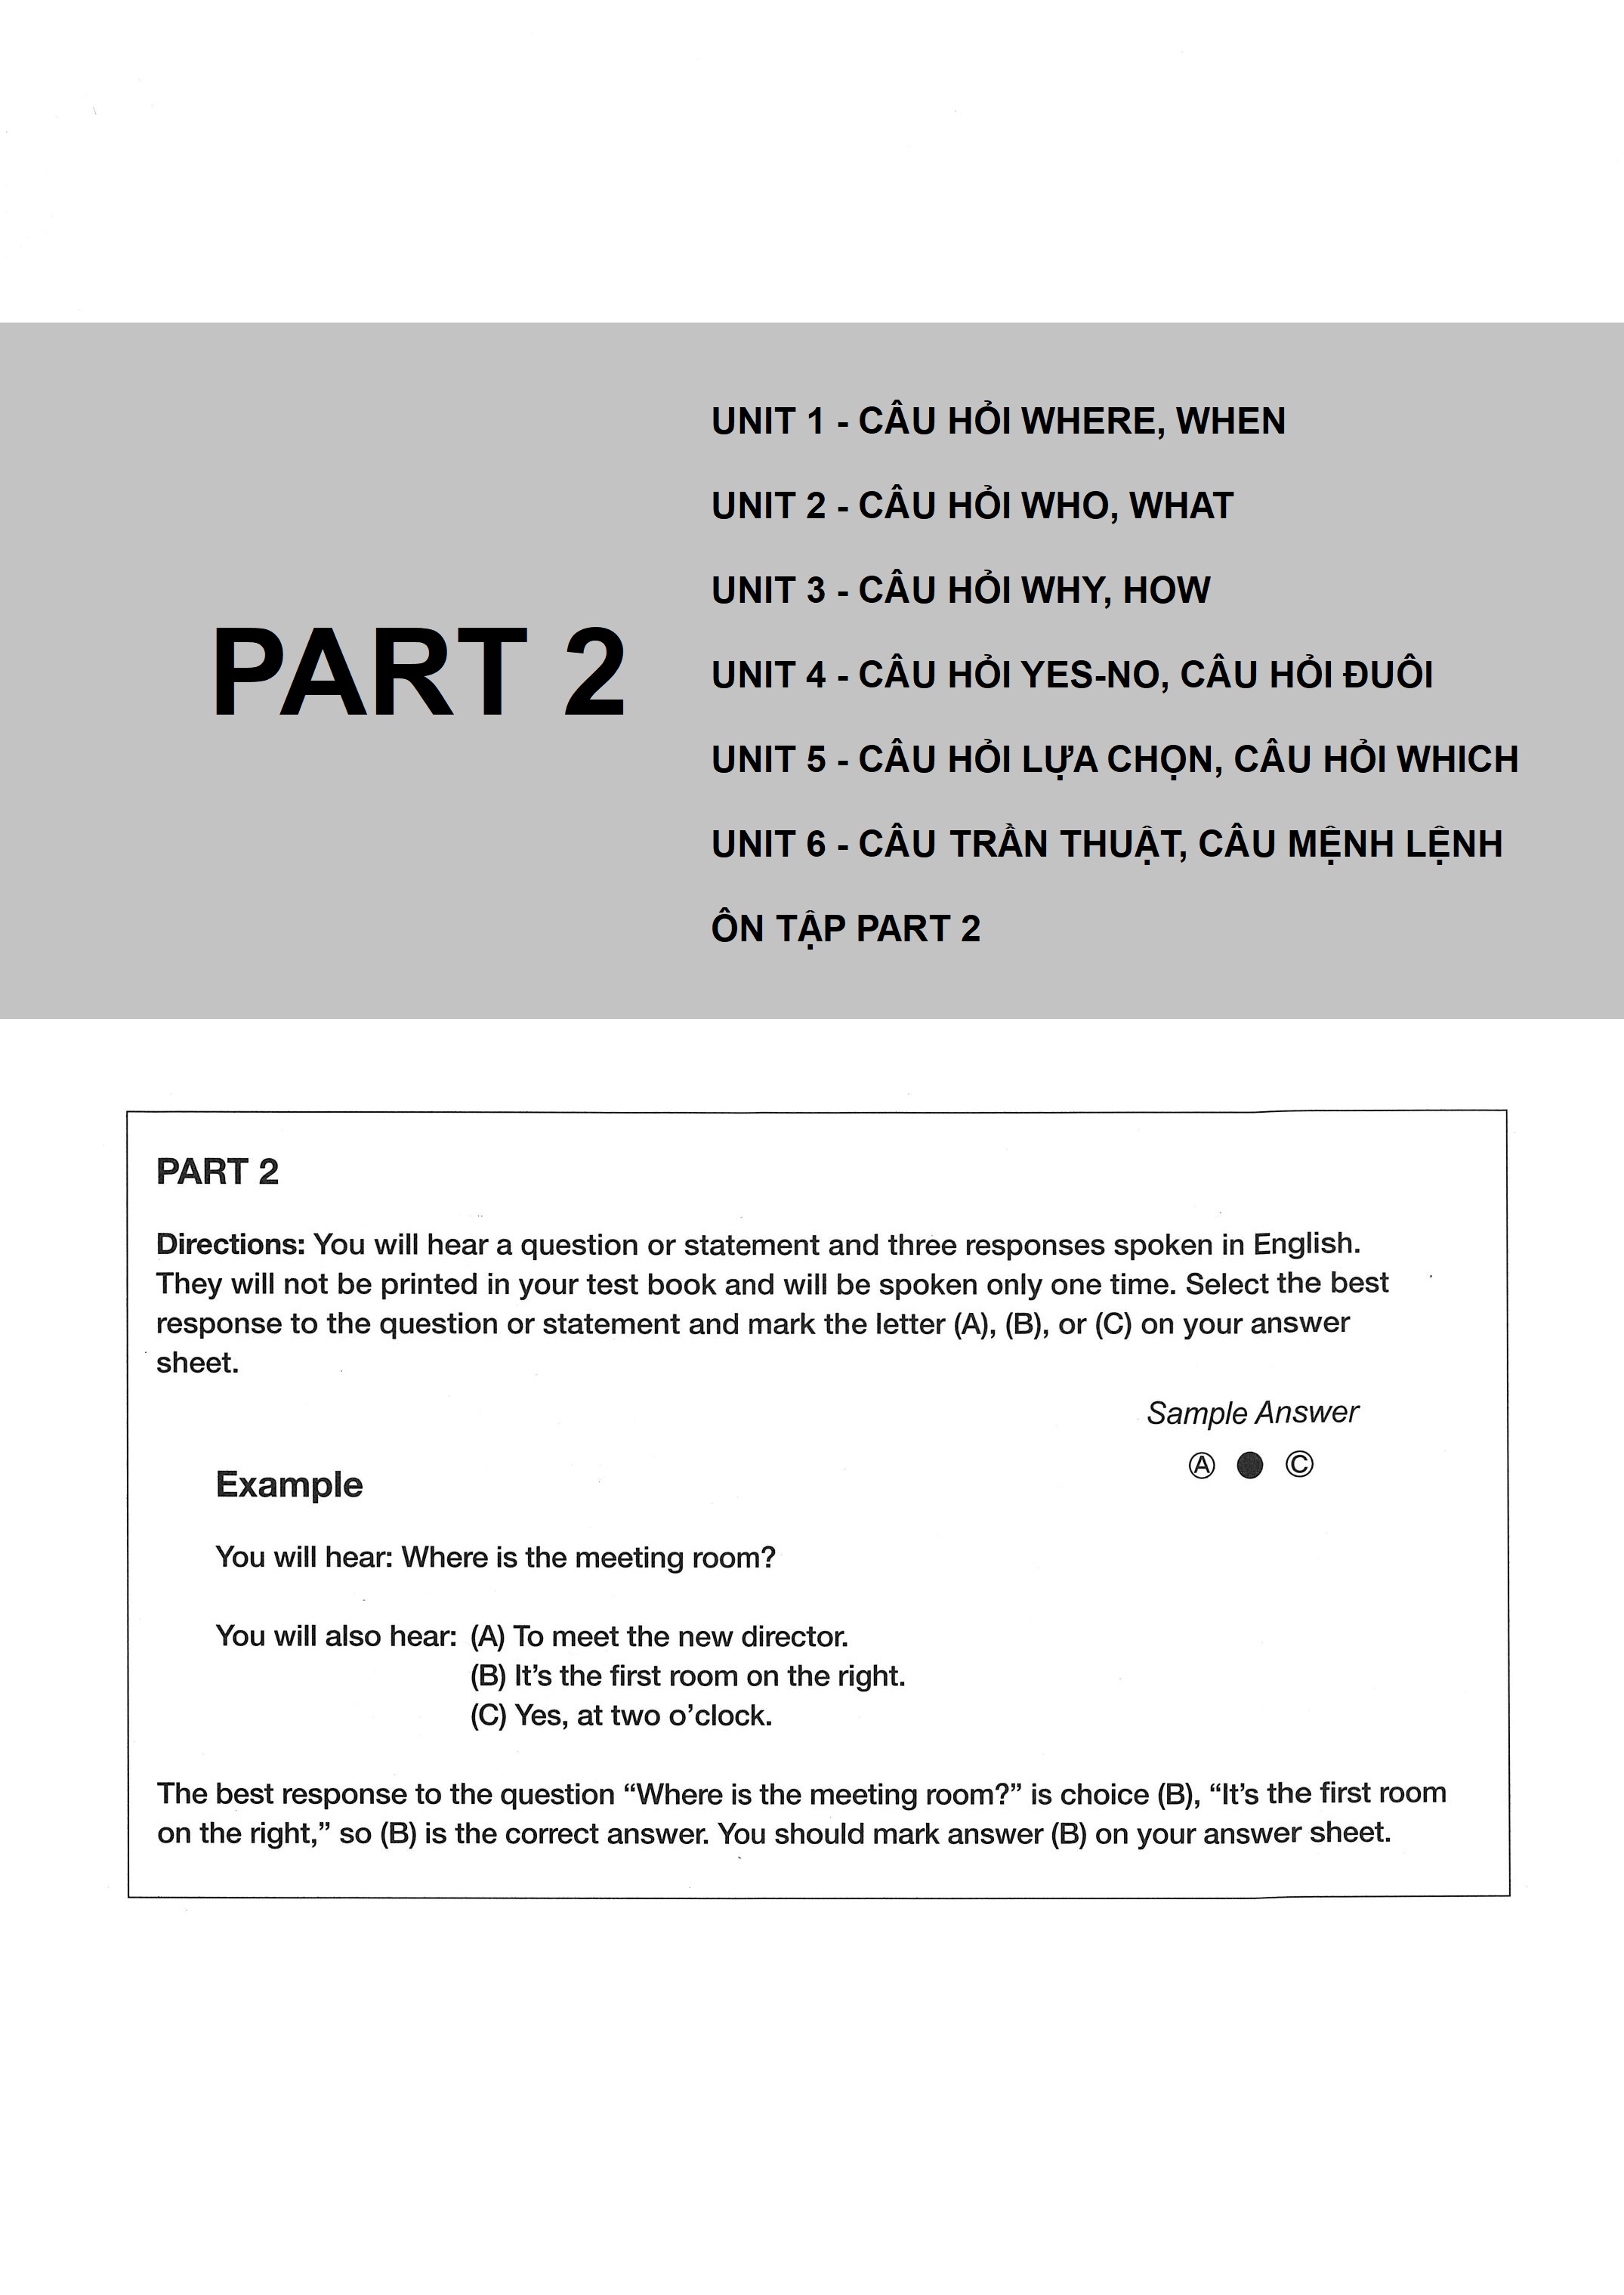 PART 2
UNIT 1 - CÂU HỎI WHERE, WHEN
UNIT 2 - CÂU HỎI WHO, WHAT
UNIT 3 - CÂU HỎI WHY, HOW
UNIT 4 - CÂU HỎI YES-NO, CÂU HỎI ĐUÔI
UNIT 5 - CÂU HỎI LỰA CHỌN, CÂU HỎI WHICH
UNIT 6 - CÂU TRẦN THUẬT, CÂU MỆNH LỆNH
ÔN TẬP PART 2
PART 2
Directions: You will hear a question or statement and three responses spoken in English.
They will not be printed in your test book and will be spoken only one time. Select the best
response to the question or statement and mark the letter (A), (B), or (C) on your answer
sheet.
Sample Answer
Ⓐ ● Ⓒ
Example
You will hear: Where is the meeting room?
You will also hear: (A) To meet the new director.
(B) It’s the first room on the right.
(C) Yes, at two o’clock.
The best response to the question “Where is the meeting room?” is choice (B), “It’s the first room
on the right,” so (B) is the correct answer. You should mark answer (B) on your answer sheet.